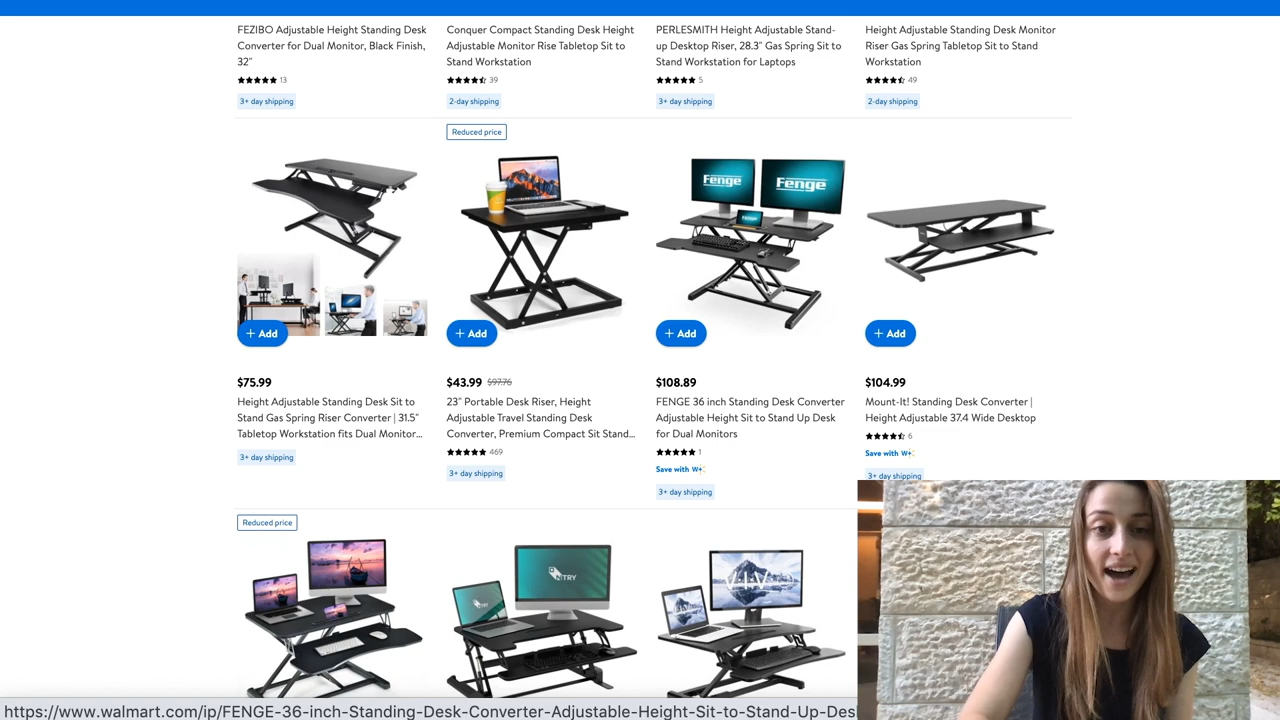 FEZIBO Adjustable Height Standing Desk
Converter for Dual Monitor, Black Finish,
32"
13
3+ day shipping
Conquer Compact Standing Desk Height
Adjustable Monitor Rise Tabletop Sit to
Stand Workstation
39
2-day shipping
PERLESMITH Height Adjustable Stand-
up Desktop Riser, 28.3" Gas Spring Sit to
Stand Workstation for Laptops
5
3+ day shipping
Height Adjustable Standing Desk Monitor
Riser Gas Spring Tabletop Sit to Stand
Workstation
49
2-day shipping
+ Add
$75.99
Height Adjustable Standing Desk Sit to
Stand Gas Spring Riser Converter | 31.5"
Tabletop Workstation fits Dual Monitor...
3+ day shipping
Reduced price
+ Add
$43.99 $97.76
23" Portable Desk Riser, Height
Adjustable Travel Standing Desk
Converter, Premium Compact Sit Stand...
469
3+ day shipping
Fenge
Fenge
+ Add
$108.89
FENGE 36 inch Standing Desk Converter
Adjustable Height Sit to Stand Up Desk
for Dual Monitors
1
Save with W+
3+ day shipping
+ Add
$104.99
Mount-It! Standing Desk Converter |
Height Adjustable 37.4 Wide Desktop
6
Save with W+
3+ day shipping
Reduced price
https://www.walmart.com/ip/FENGE-36-inch-Standing-Desk-Converter-Adjustable-Height-Sit-to-Stand-Up-Des